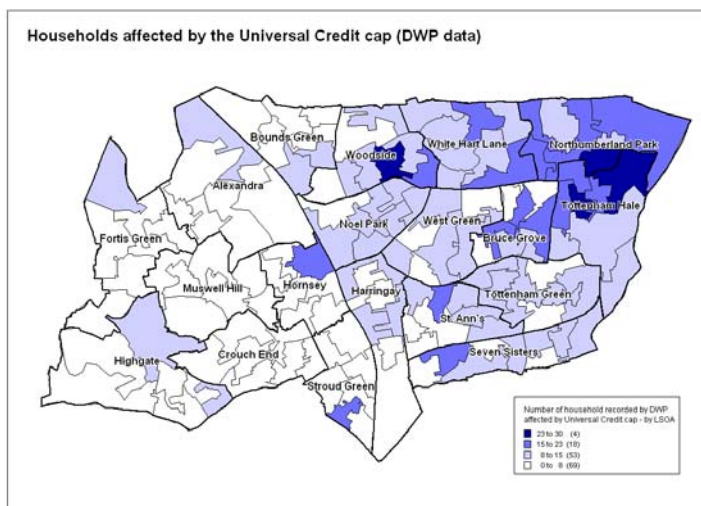 Households affected by the Universal Credit cap (DWP data)
Bounds Green
Woodside
White Hart Lane
Northumberland Park
Alexandra
Noel Park
West Green
Tottenham Hale
Fortis Green
Bruce Grove
Muswell Hill
Hornsey
Harringay
Tottenham Green
St. Ann's
Highgate
Crouch End
Seven Sisters
Stroud Green
Number of household recorded by DWP
affected by Universal Credit cap - by LSOA
23 to 30 (4)
15 to 23 (18)
8 to 15 (53)
0 to 8 (69)